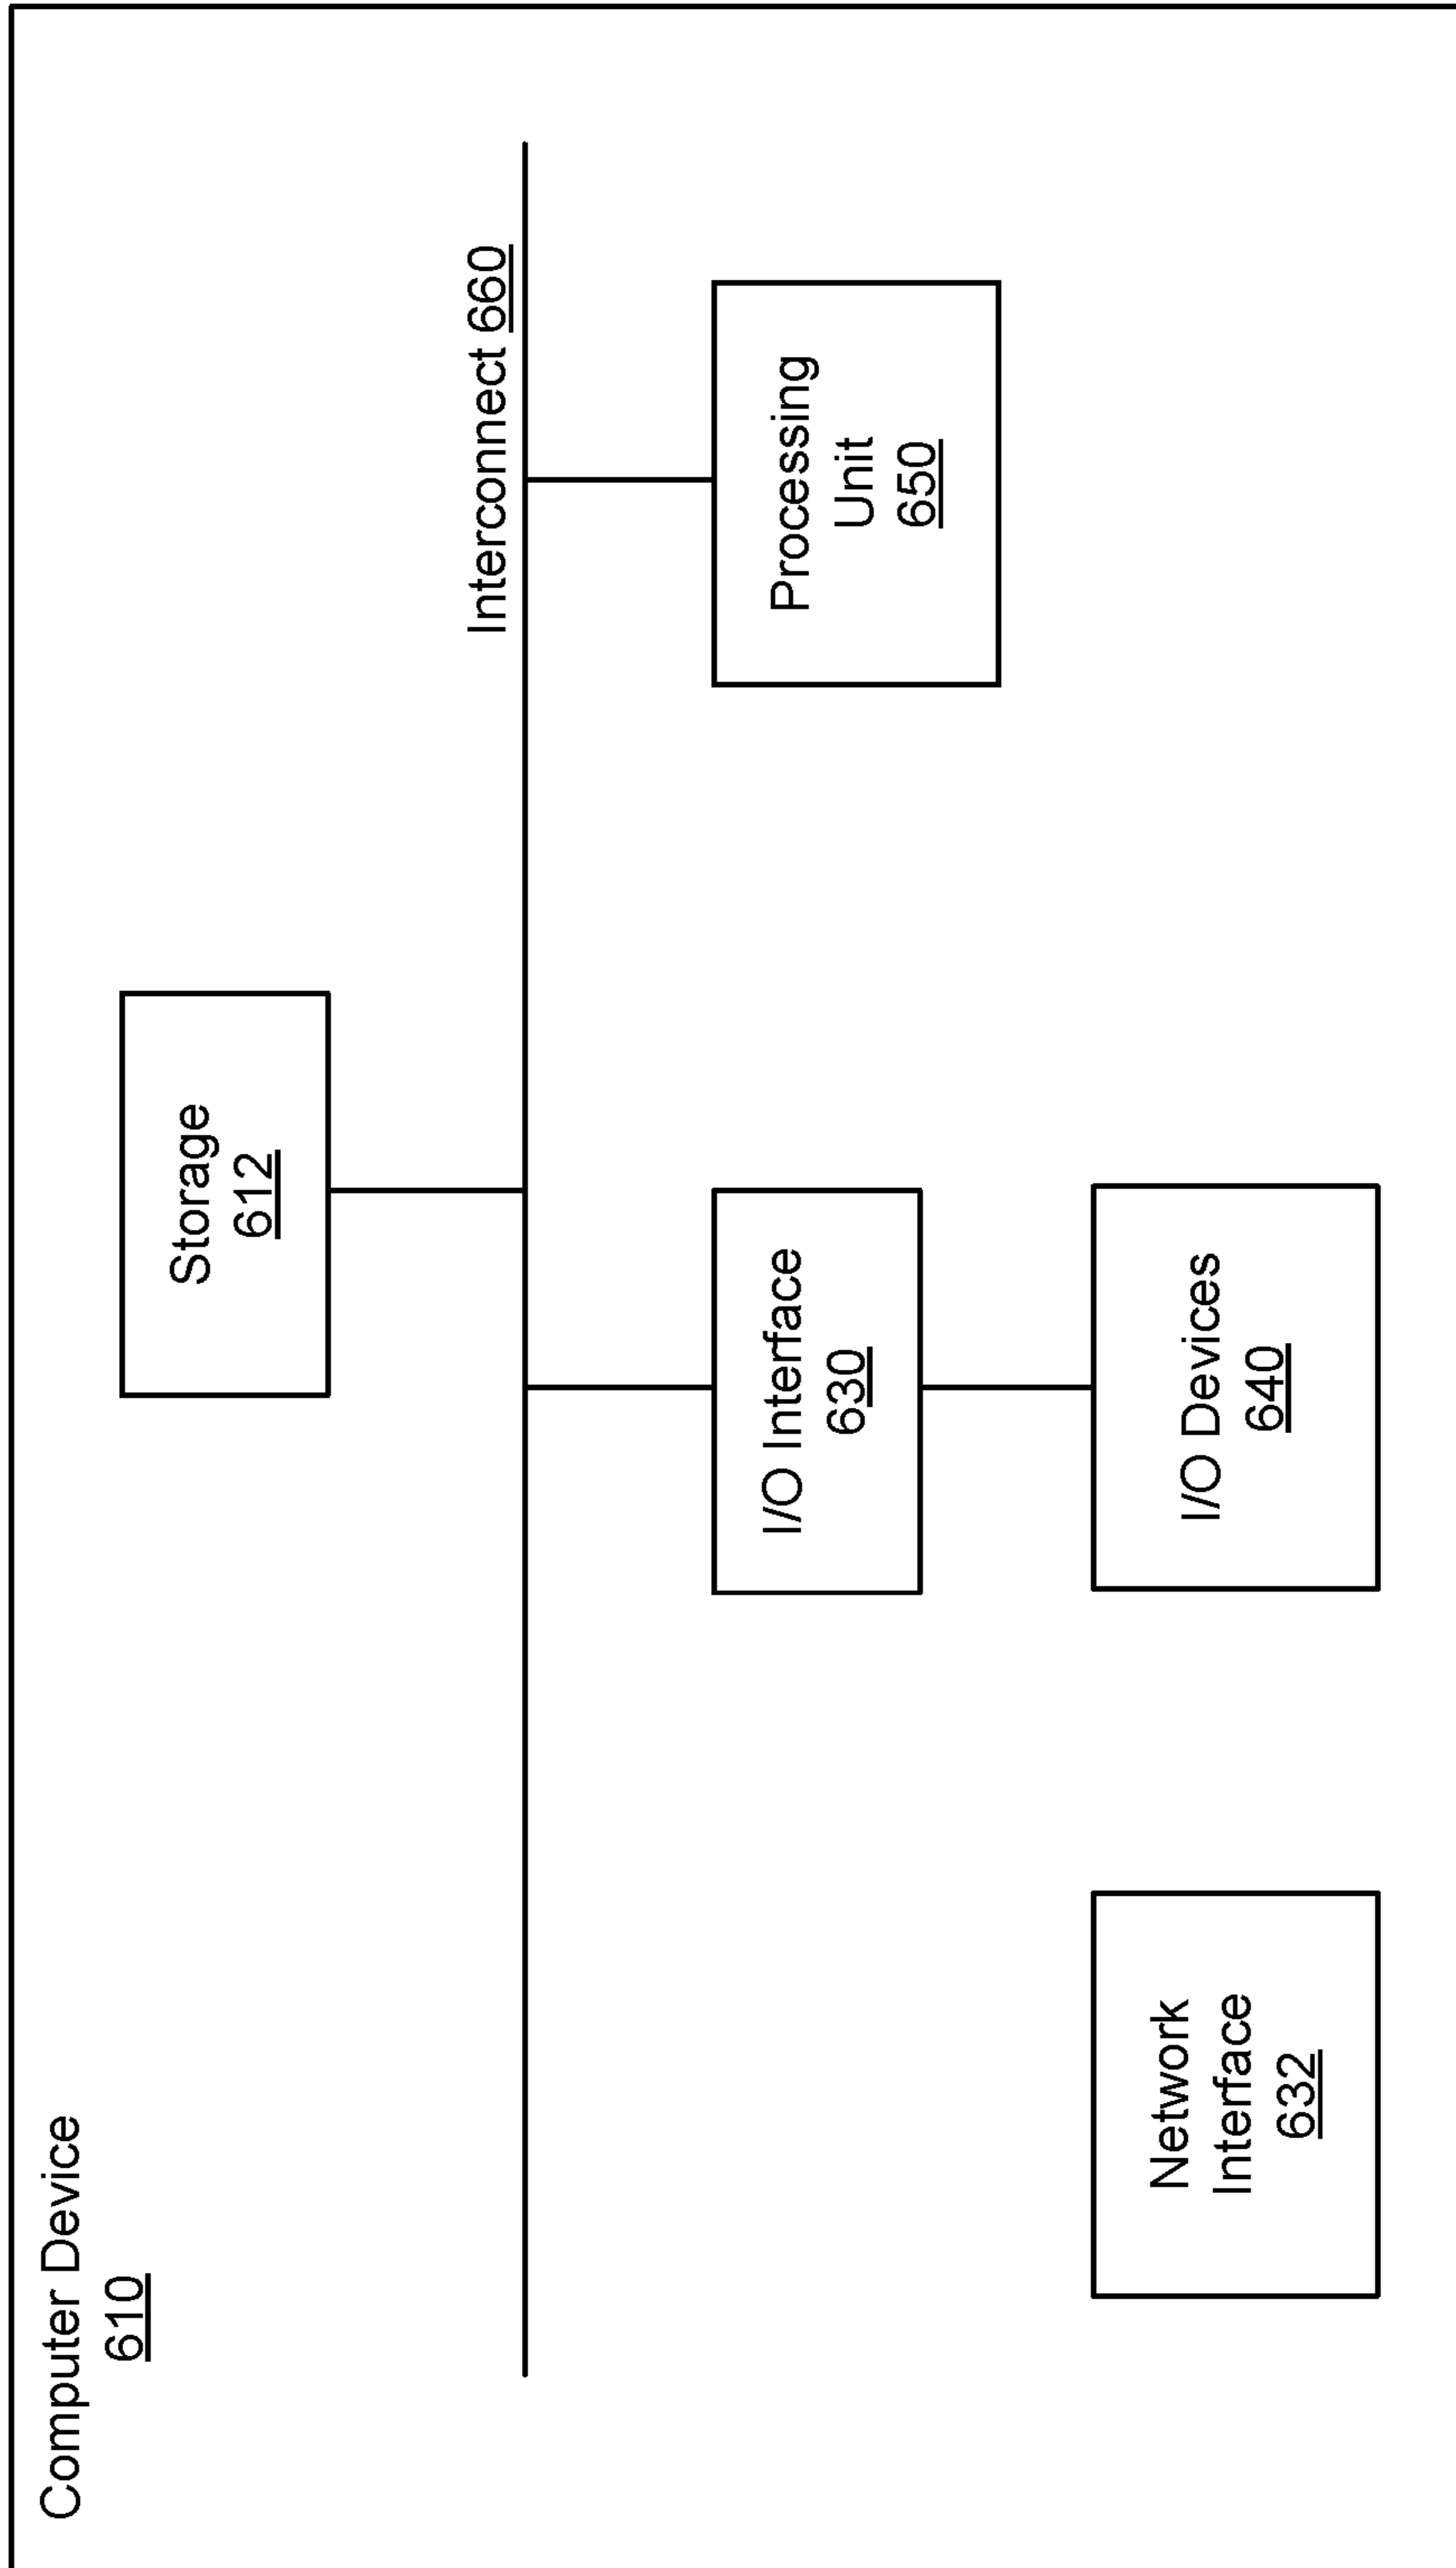 Computer Device
610
Storage
612
Interconnect 660
Network
Interface
632
I/O Interface
630
I/O Devices
640
Processing
Unit
650